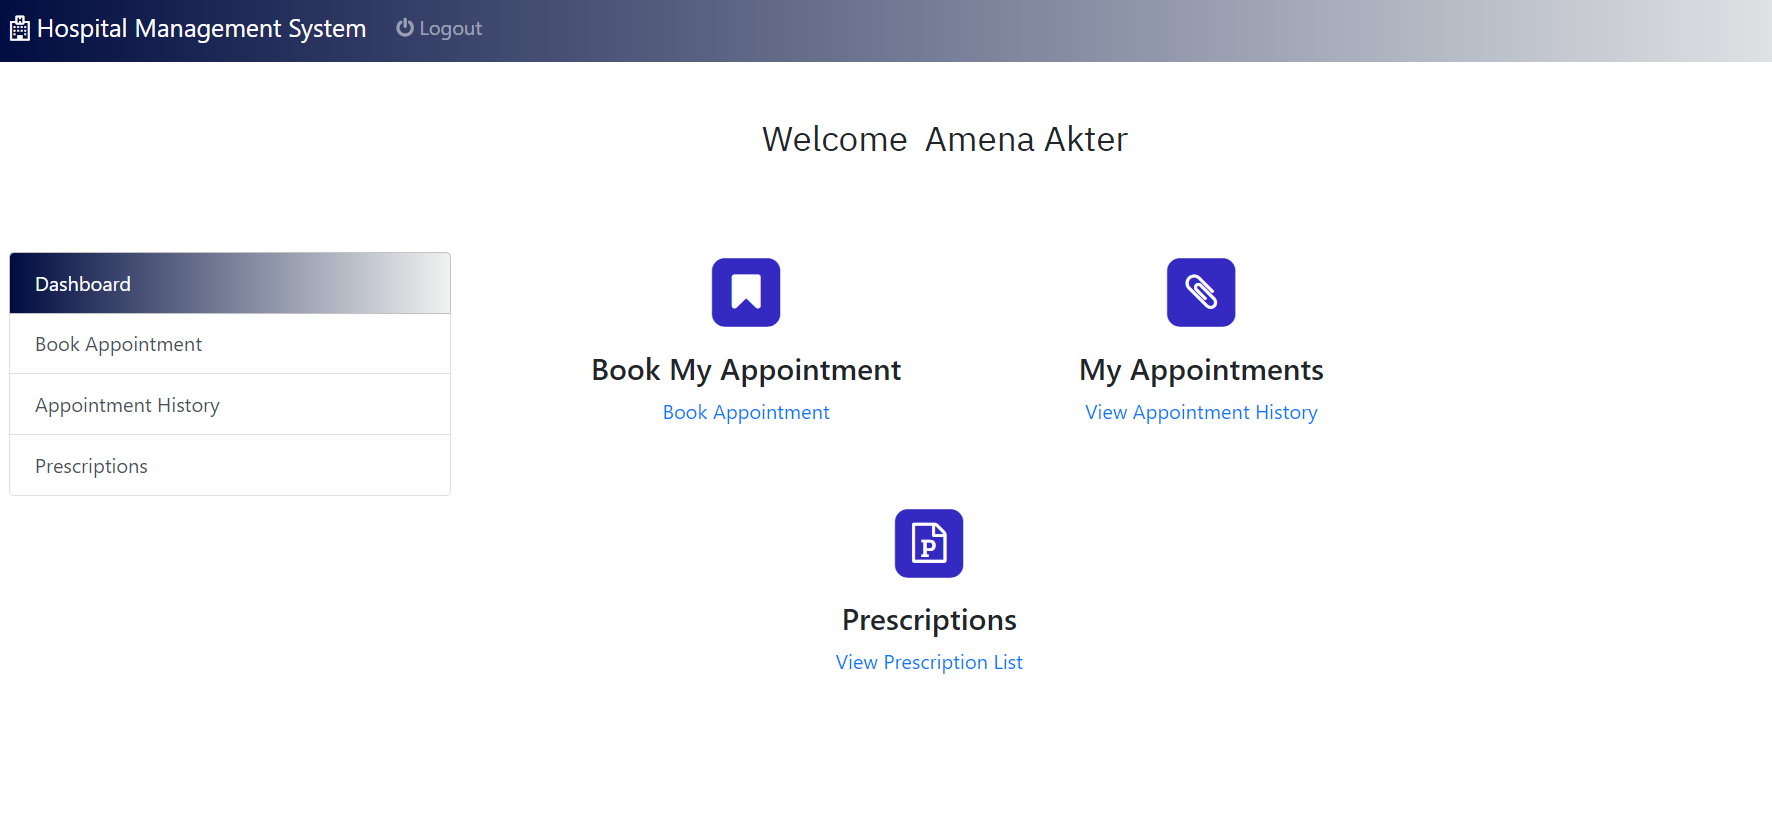 Hospital Management System
Logout
Welcome Amena Akter
Dashboard
Book Appointment
Appointment History
Prescriptions
Book My Appointment
Book Appointment
My Appointments
View Appointment History
P
Prescriptions
View Prescription List